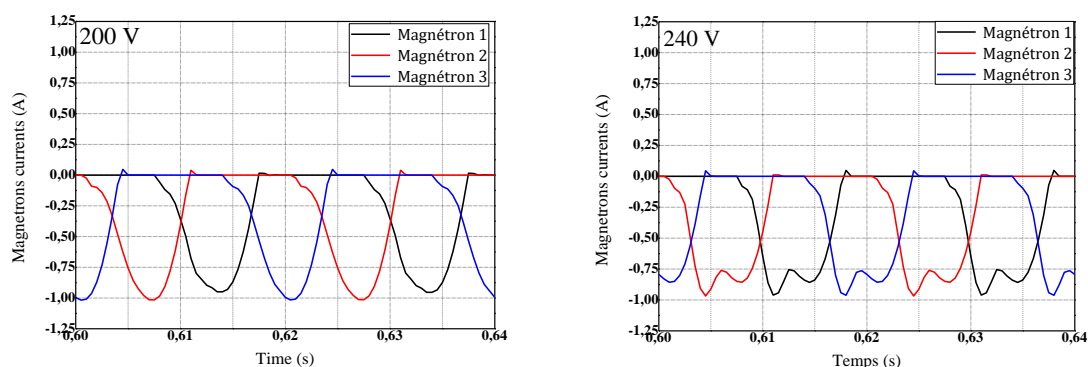 200 V
Magnétron 1
Magnétron 2
Magnétron 3
1,25
1,00
0,75
0,50
0,25
0,00
-0,25
-0,50
-0,75
-1,00
-1,25
Magnetrons currents (A)
0,60 0,61 0,62 0,63 0,64
Time (s)
240 V
Magnétron 1
Magnétron 2
Magnétron 3
1,25
1,00
0,75
0,50
0,25
0,00
-0,25
-0,50
-0,75
-1,00
-1,25
Magnetrons currents (A)
0,60 0,61 0,62 0,63 0,64
Temps (s)